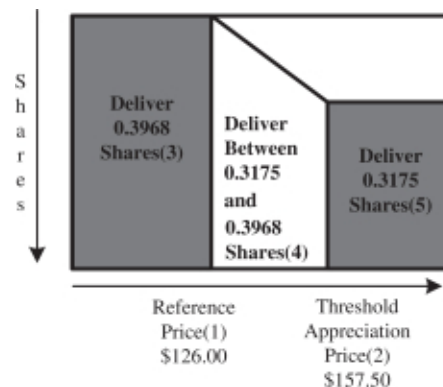 Shares
Deliver
0.3968
Shares(3)
Deliver
Between
0.3175
and
0.3968
Shares(4)
Deliver
0.3175
Shares(5)
Reference
Price(1)
$126.00
Threshold
Appreciation
Price(2)
$157.50